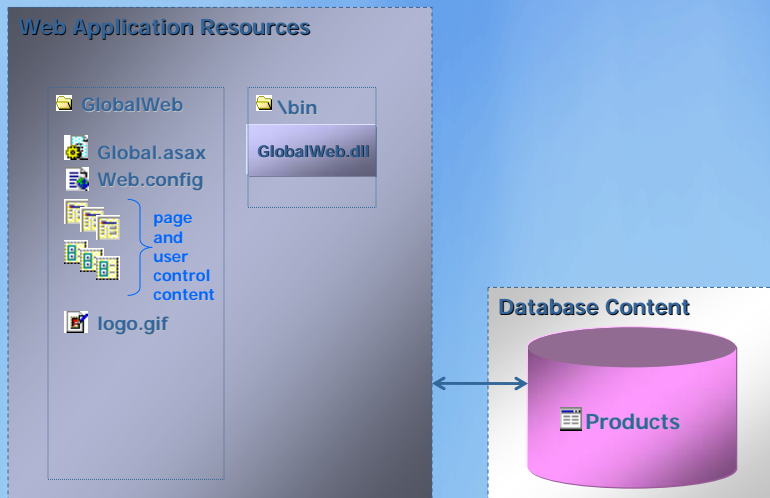 Web Application Resources
GlobalWeb
Global.asax
Web.config
page
and
user
control
content
logo.gif
\bin
GlobalWeb.dll
Database Content
Products